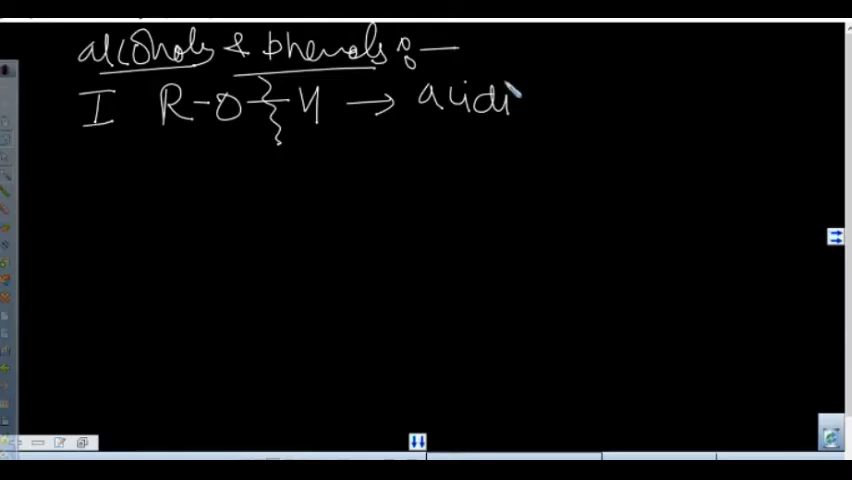 alcohols & phenols :-
I R-O-H → acidi